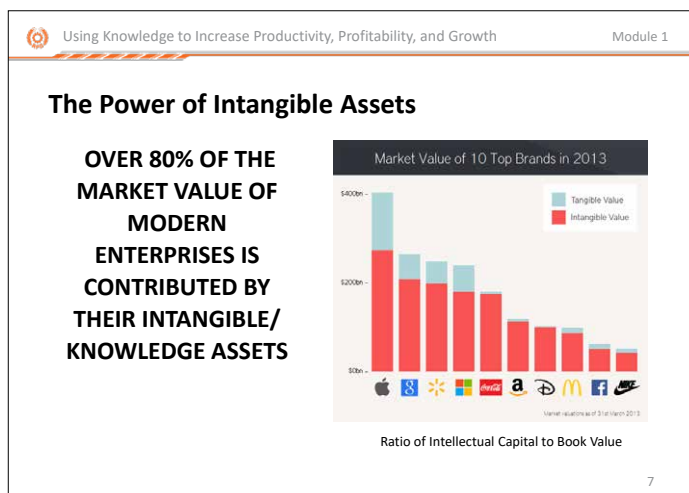 Using Knowledge to Increase Productivity, Profitability, and Growth
Module 1
The Power of Intangible Assets
OVER 80% OF THE
MARKET VALUE OF
MODERN
ENTERPRISES IS
CONTRIBUTED BY
THEIR INTANGIBLE/
KNOWLEDGE ASSETS
Market Value of 10 Top Brands in 2013
$400bn
Tangible Value
Intangible Value
$200bn
$0bn
Coca-Cola
a
NIKE
Market valuations as of 31st March 2013
Ratio of Intellectual Capital to Book Value
7